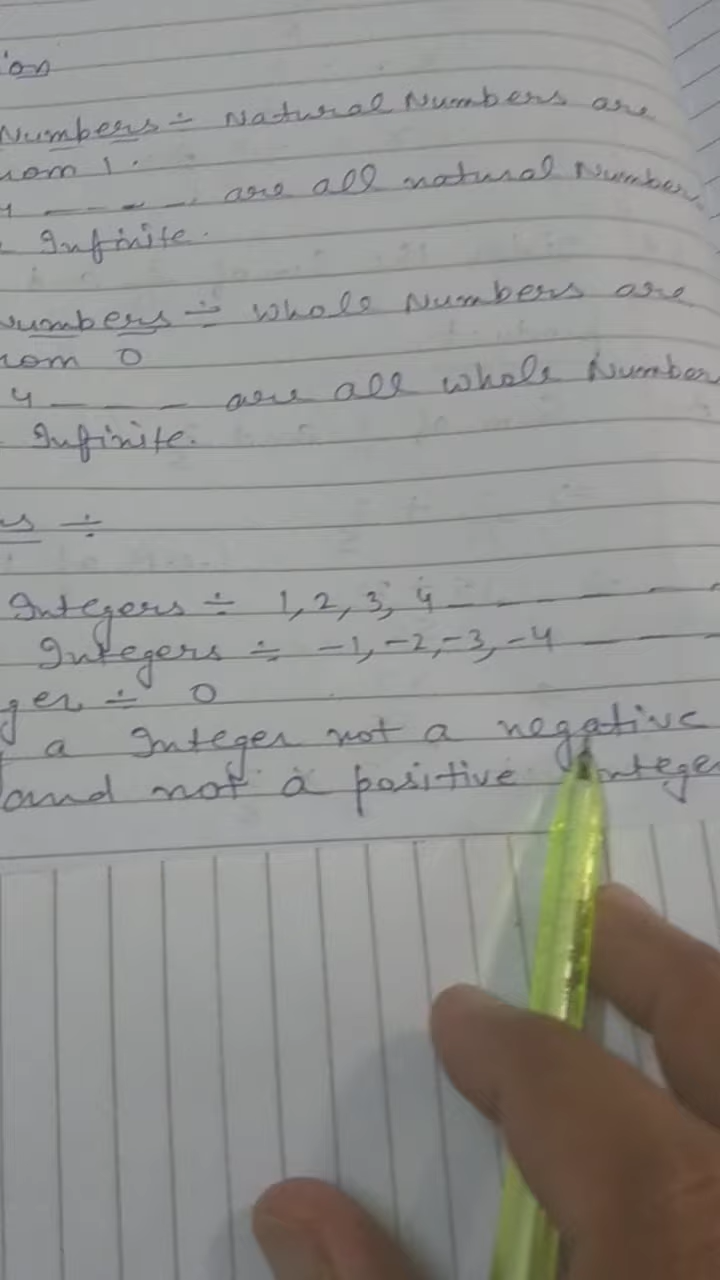 ion
Numbers ÷ Natural Numbers are
rom 1.
4 _ _ _ _ are all natural Number
Infinite.
Numbers ÷ Whole Numbers are
rom 0
4 _ _ _ are all whole Number
Infinite.
s ÷
Integers ÷ 1, 2, 3, 4 _ _ _ _
Integers ÷ -1, -2, -3, -4 _ _
ger ÷ 0
a Integer not a negative
and not a positive Intege